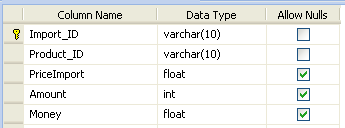 Column Name Data Type Allow Nulls
Import_ID varchar(10)
Product_ID varchar(10)
PriceImport float
Amount int
Money float